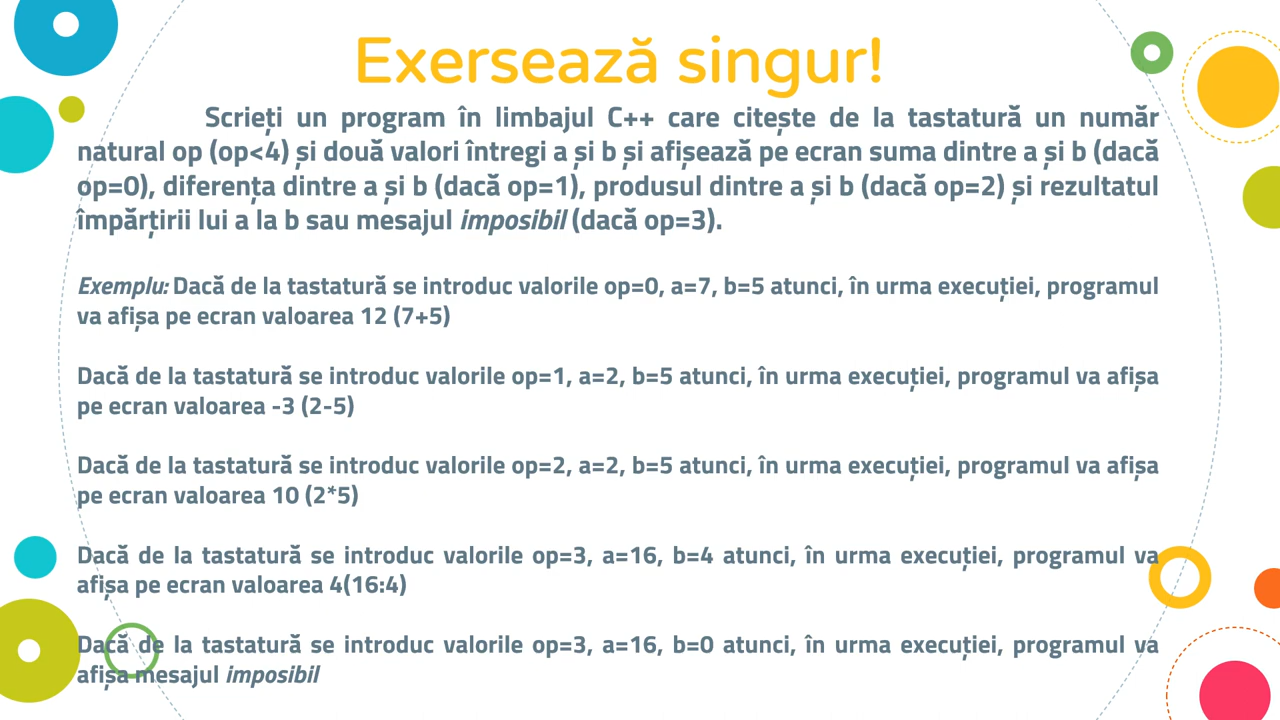 Exersează singur!
Scrieți un program în limbajul C++ care citește de la tastatură un număr
natural op (op<4) și două valori întregi a și b și afișează pe ecran suma dintre a și b (dacă
op=0), diferența dintre a și b (dacă op=1), produsul dintre a și b (dacă op=2) și rezultatul
împărțirii lui a la b sau mesajul imposibil (dacă op=3).
Exemplu: Dacă de la tastatură se introduc valorile op=0, a=7, b=5 atunci, în urma execuției, programul
va afișa pe ecran valoarea 12 (7+5)
Dacă de la tastatură se introduc valorile op=1, a=2, b=5 atunci, în urma execuției, programul va afișa
pe ecran valoarea -3 (2-5)
Dacă de la tastatură se introduc valorile op=2, a=2, b=5 atunci, în urma execuției, programul va afișa
pe ecran valoarea 10 (2*5)
Dacă de la tastatură se introduc valorile op=3, a=16, b=4 atunci, în urma execuției, programul va
afișa pe ecran valoarea 4(16:4)
Dacă de la tastatură se introduc valorile op=3, a=16, b=0 atunci, în urma execuției, programul va
afișa mesajul imposibil